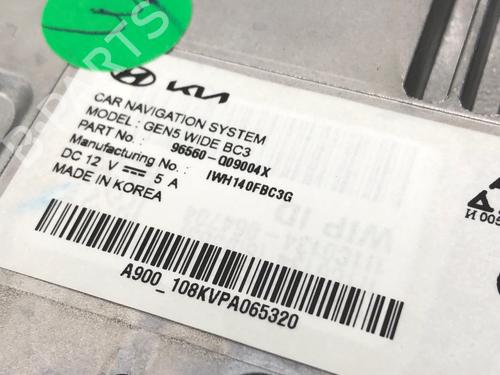 KIA
CAR NAVIGATION SYSTEM
MODEL: GEN5 WIDE BC3
PART No. 96560-Q09004X
Manufacturing No.: IWH140FBC3G
DC 12 V 5 A
MADE IN KOREA
A900_108KVPA065320
И 005